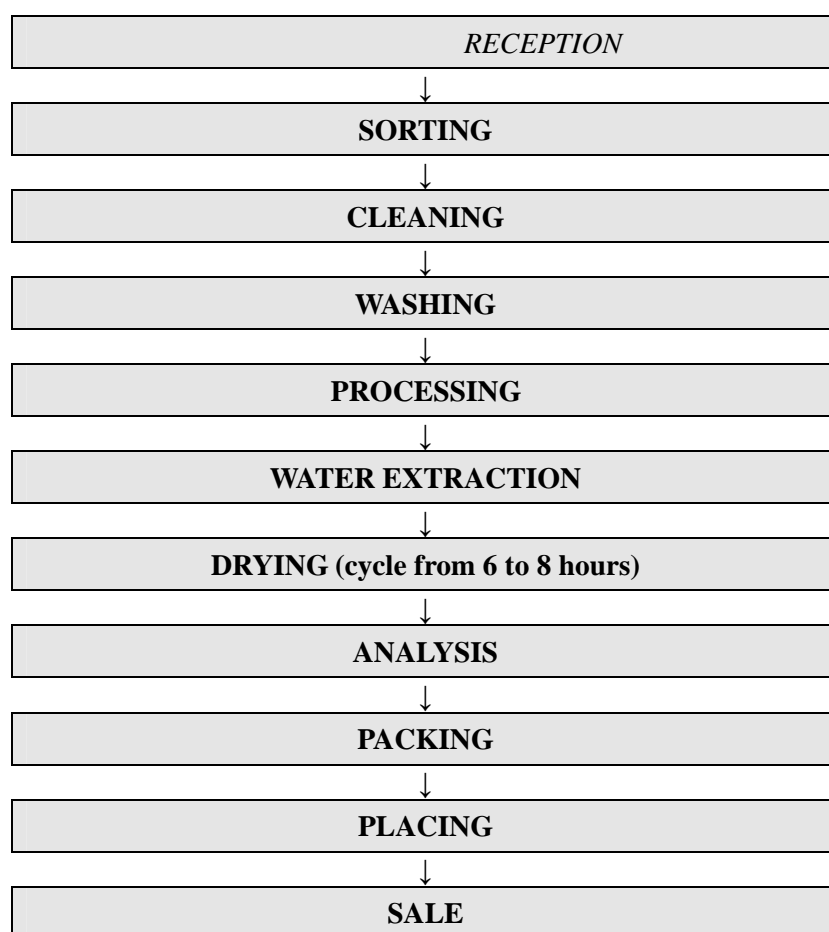 RECEPTION
↓
SORTING
↓
CLEANING
↓
WASHING
↓
PROCESSING
↓
WATER EXTRACTION
↓
DRYING (cycle from 6 to 8 hours)
↓
ANALYSIS
↓
PACKING
↓
PLACING
↓
SALE